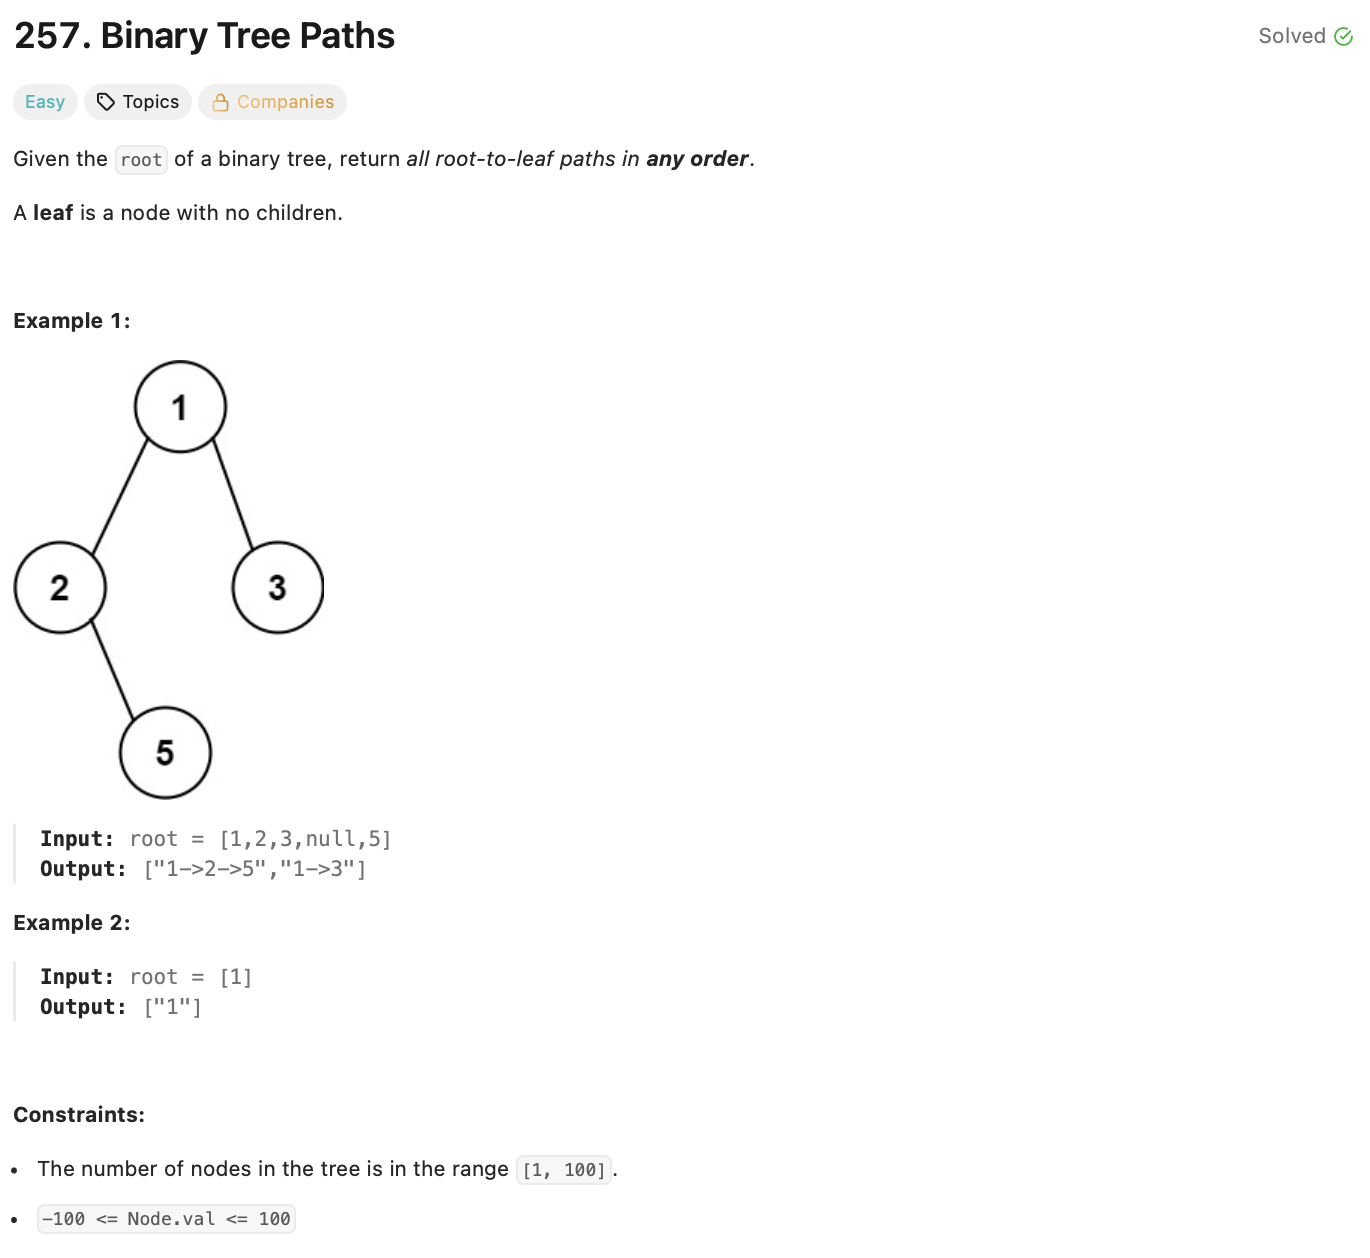 257. Binary Tree Paths
Solved
Easy
Topics
Companies
Given the root of a binary tree, return all root-to-leaf paths in any order.
A leaf is a node with no children.
Example 1:
1
2
3
5
Input: root = [1,2,3,null,5]
Output: ["1->2->5","1->3"]
Example 2:
Input: root = [1]
Output: ["1"]
Constraints:
• The number of nodes in the tree is in the range [1, 100].
• -100 <= Node.val <= 100